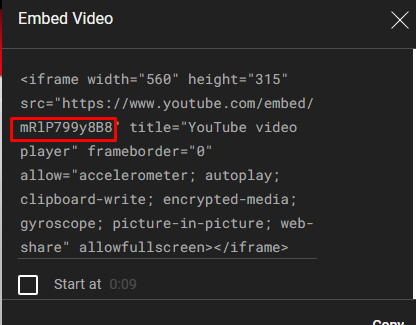 Embed Video
<iframe width="560" height="315"
src="https://www.youtube.com/embed/
mRlP799y8B8" title="YouTube video
player" frameborder="0"
allow="accelerometer; autoplay;
clipboard-write; encrypted-media;
gyroscope; picture-in-picture; web-
share" allowfullscreen></iframe>
Start at 0:09
Copy